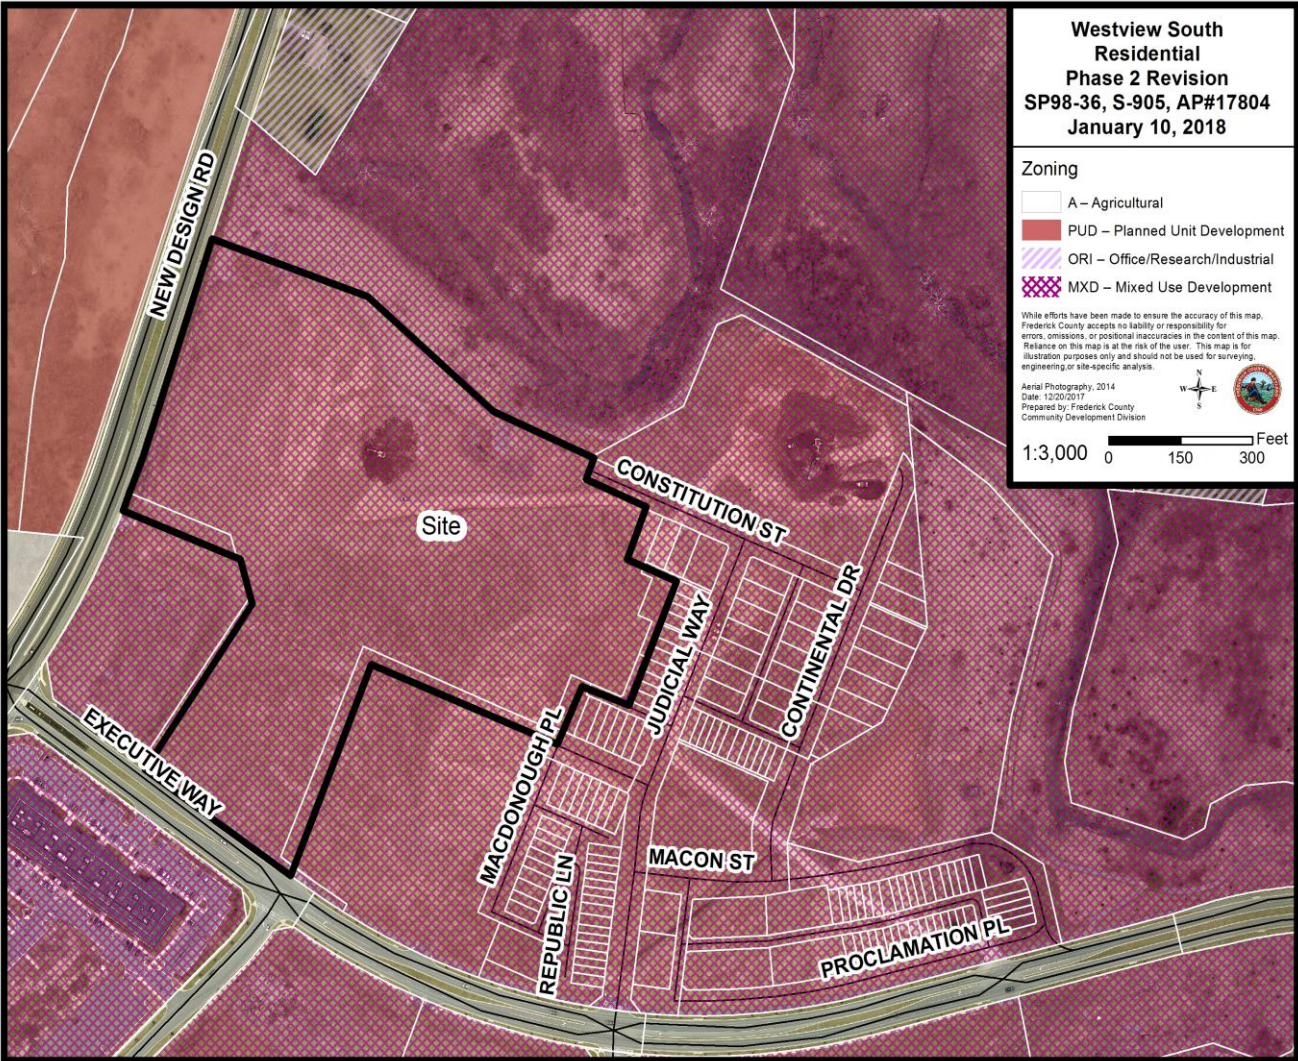 Westview South
Residential
Phase 2 Revision
SP98-36, S-905, AP#17804
January 10, 2018
Zoning
A – Agricultural
PUD – Planned Unit Development
ORI – Office/Research/Industrial
MXD – Mixed Use Development
While efforts have been made to ensure the accuracy of this map,
Frederick County accepts no liability or responsibility for
errors, omissions, or positional inaccuracies in the content of this map.
Reliance on this map is at the risk of the user. This map is for
illustration purposes only and should not be used for surveying,
engineering,or site-specific analysis.
Aerial Photography, 2014
Date: 12/20/2017
Prepared by: Frederick County
Community Development Division
N
W E
S
1:3,000
Feet
0 150 300
NEW DESIGN RD
Site
CONSTITUTION ST
JUDICIAL WAY
CONTINENTAL DR
EXECUTIVE WAY
MACDONOUGH PL
REPUBLIC LN
MACON ST
PROCLAMATION PL